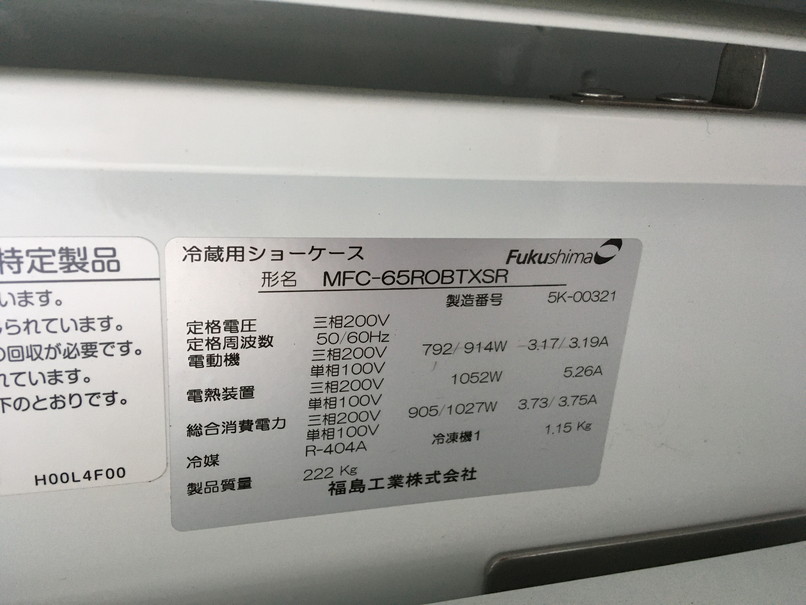 特定製品
います。
られています。
回収が必要です。
れています。
下のとおりです。
H00L4F00
冷蔵用ショーケース
Fukushima
形名 MFC-65ROBTXSR
製造番号 5K-00321
定格電圧 三相200V
定格周波数 50/60Hz
電動機 三相200V 792/914W 3.17/3.19A
単相100V
電熱装置 三相200V 1052W 5.26A
単相100V
総合消費電力 三相200V 905/1027W 3.73/3.75A
単相100V
冷媒 R-404A 冷凍機1 1.15 Kg
製品質量 222 Kg
福島工業株式会社